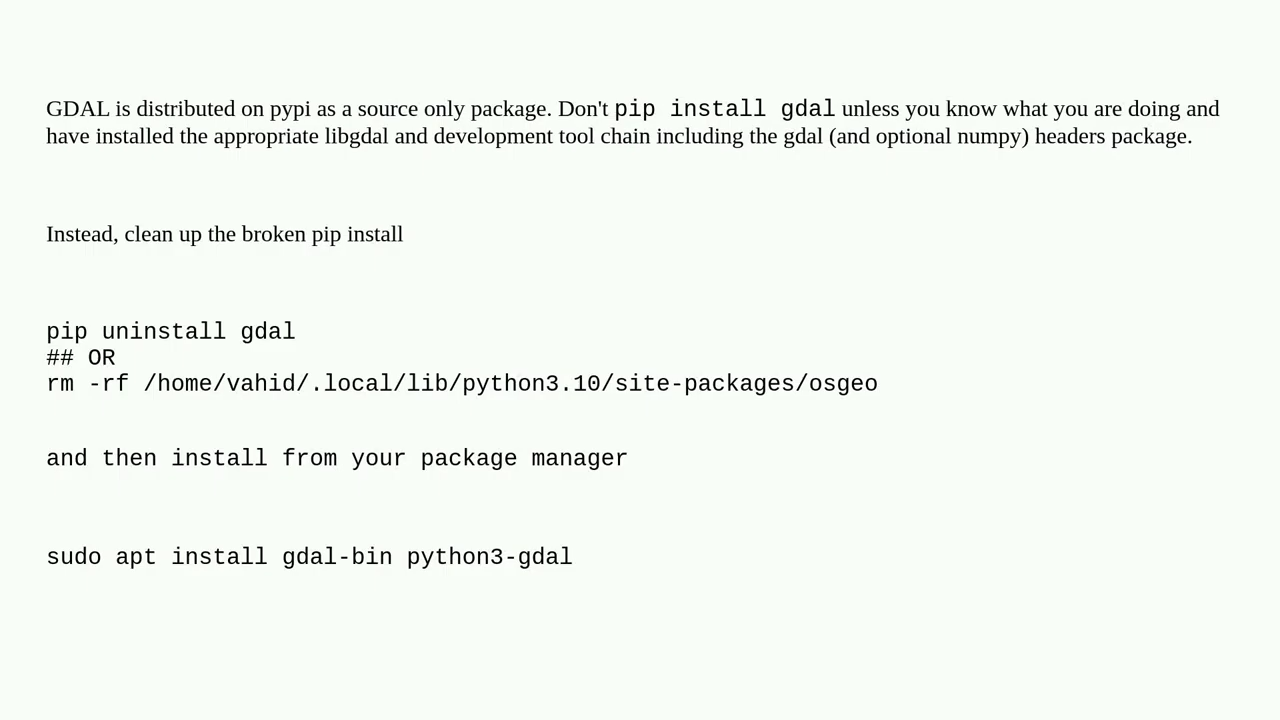 GDAL is distributed on pypi as a source only package. Don't pip install gdal unless you know what you are doing and
have installed the appropriate libgdal and development tool chain including the gdal (and optional numpy) headers package.
Instead, clean up the broken pip install
pip uninstall gdal
## OR
rm -rf /home/vahid/.local/lib/python3.10/site-packages/osgeo
and then install from your package manager
sudo apt install gdal-bin python3-gdal